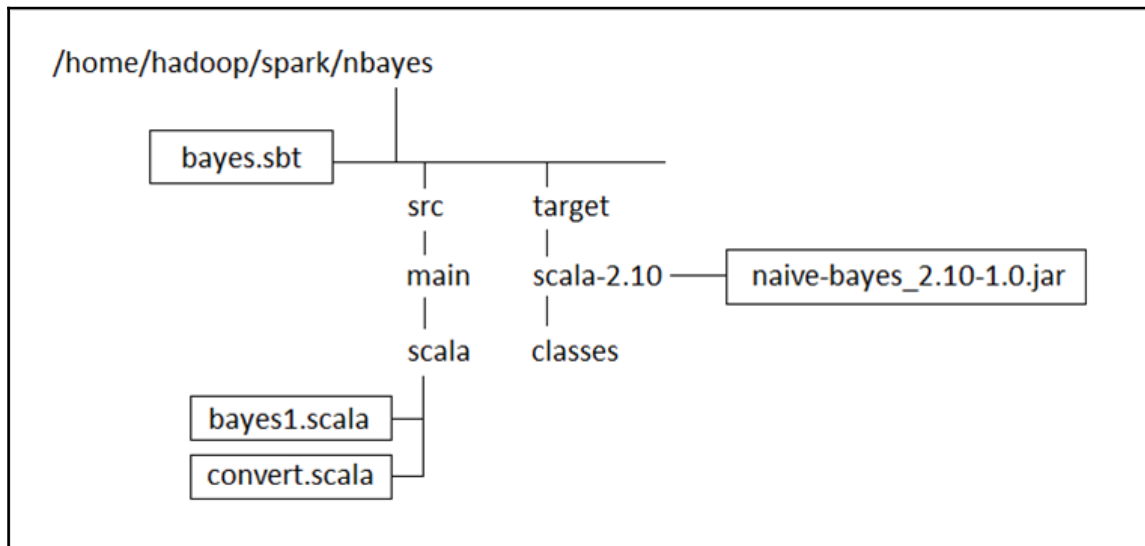 /home/hadoop/spark/nbayes
bayes.sbt
src target
main scala-2.10 naive-bayes_2.10-1.0.jar
scala classes
bayes1.scala
convert.scala